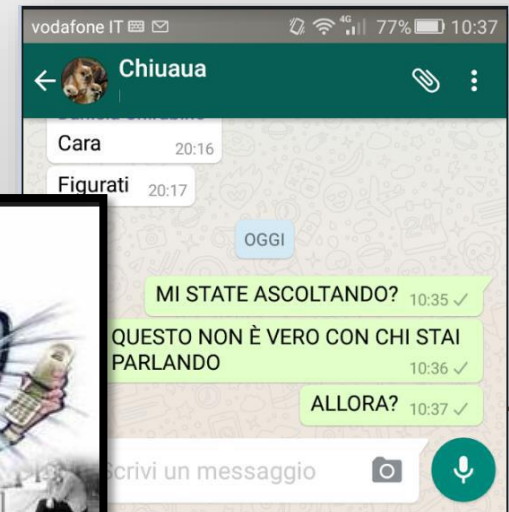 vodafone IT 4G 77% 10:37
Chiuaua
Cara 20:16
Figurati 20:17
OGGI
MI STATE ASCOLTANDO? 10:35
QUESTO NON È VERO CON CHI STAI
PARLANDO 10:36
ALLORA? 10:37
Scrivi un messaggio